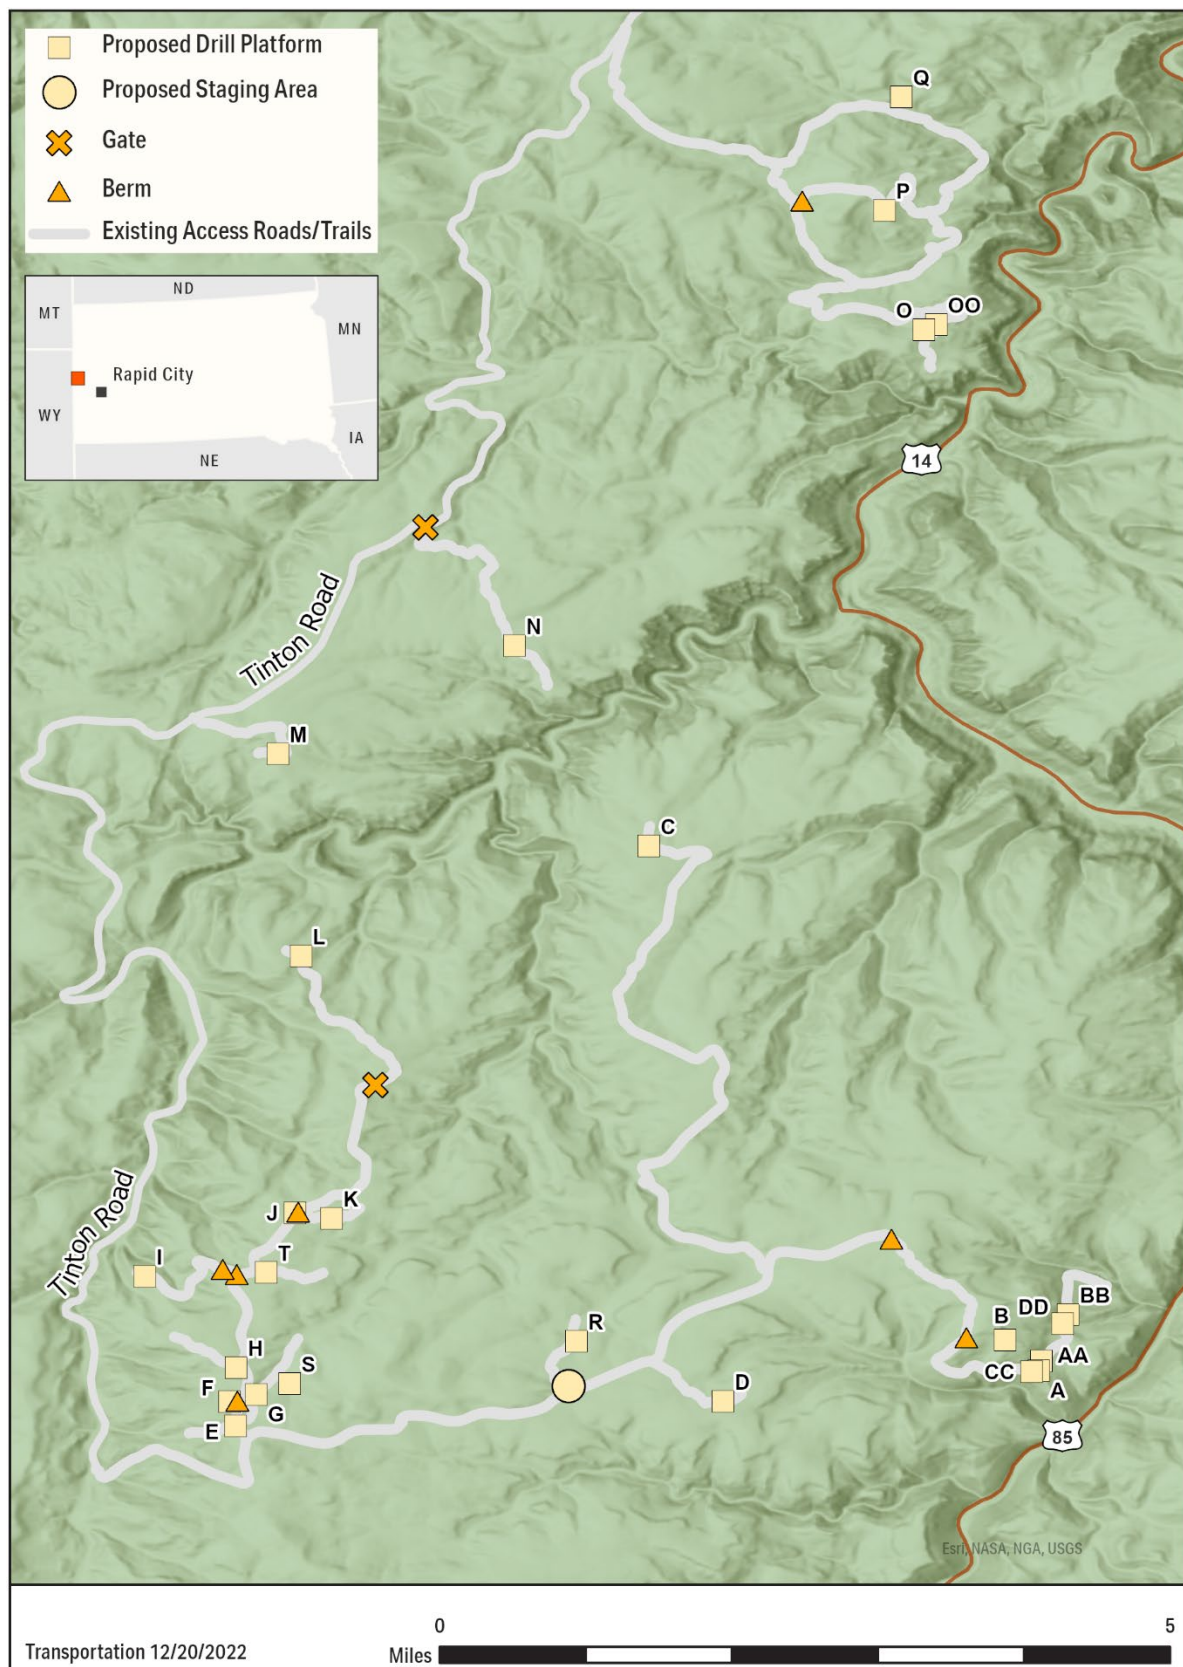 Proposed Drill Platform
Proposed Staging Area
Gate
Berm
Existing Access Roads/Trails
ND
MT
MN
Rapid City
WY
IA
NE
Q
P
O
OO
14
Tinton Road
N
M
C
L
J
K
I
T
Tinton Road
H
S
F
G
E
R
D
B
DD
BB
AA
CC
A
85
Esri, NASA, NGA, USGS
Transportation 12/20/2022
Miles
0
5